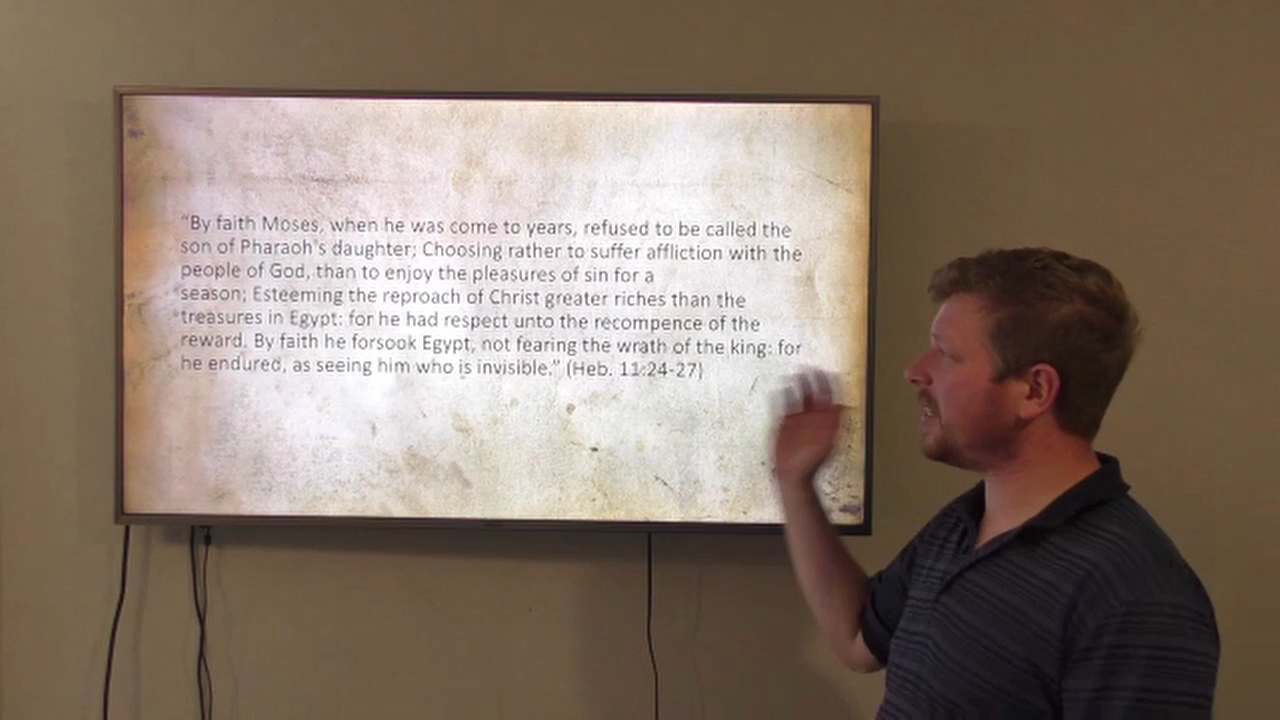 “By faith Moses, when he was come to years, refused to be called the
son of Pharaoh's daughter; Choosing rather to suffer affliction with the
people of God, than to enjoy the pleasures of sin for a
season; Esteeming the reproach of Christ greater riches than the
treasures in Egypt: for he had respect unto the recompence of the
reward. By faith he forsook Egypt, not fearing the wrath of the king: for
he endured, as seeing him who is invisible.” (Heb. 11:24-27)